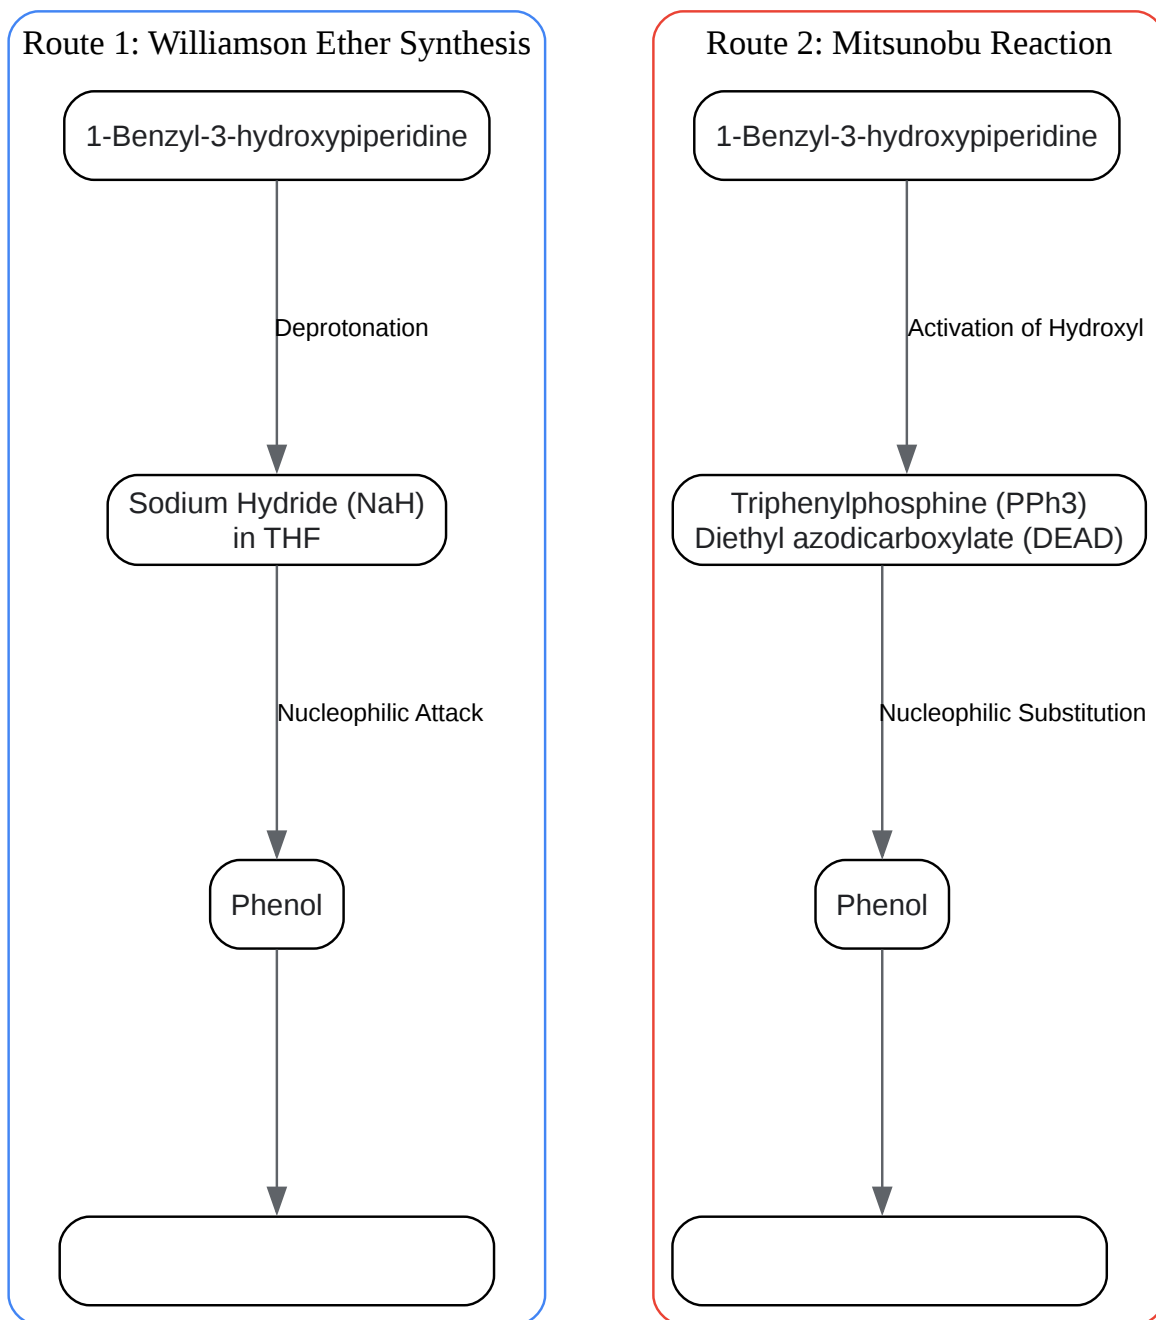 Route 1: Williamson Ether Synthesis
1-Benzyl-3-hydroxypiperidine
Deprotonation
Sodium Hydride (NaH)
in THF
Nucleophilic Attack
Phenol
Route 2: Mitsunobu Reaction
1-Benzyl-3-hydroxypiperidine
Activation of Hydroxyl
Triphenylphosphine (PPh3)
Diethyl azodicarboxylate (DEAD)
Nucleophilic Substitution
Phenol